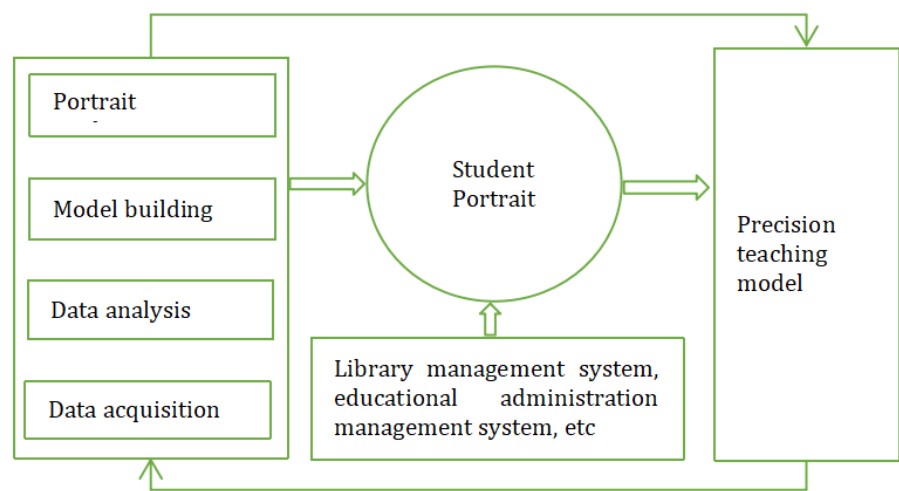 Portrait
Model building
Data analysis
Data acquisition
Student
Portrait
Library management system,
educational administration
management system, etc
Precision
teaching
model